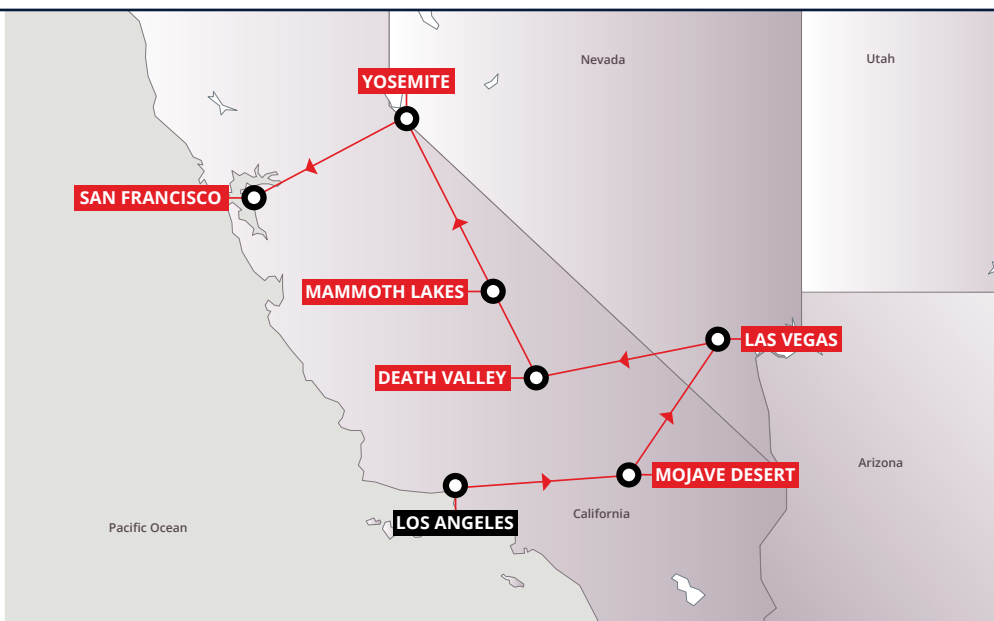 Nevada
Utah
YOSEMITE
SAN FRANCISCO
MAMMOTH LAKES
LAS VEGAS
DEATH VALLEY
Arizona
MOJAVE DESERT
California
LOS ANGELES
Pacific Ocean